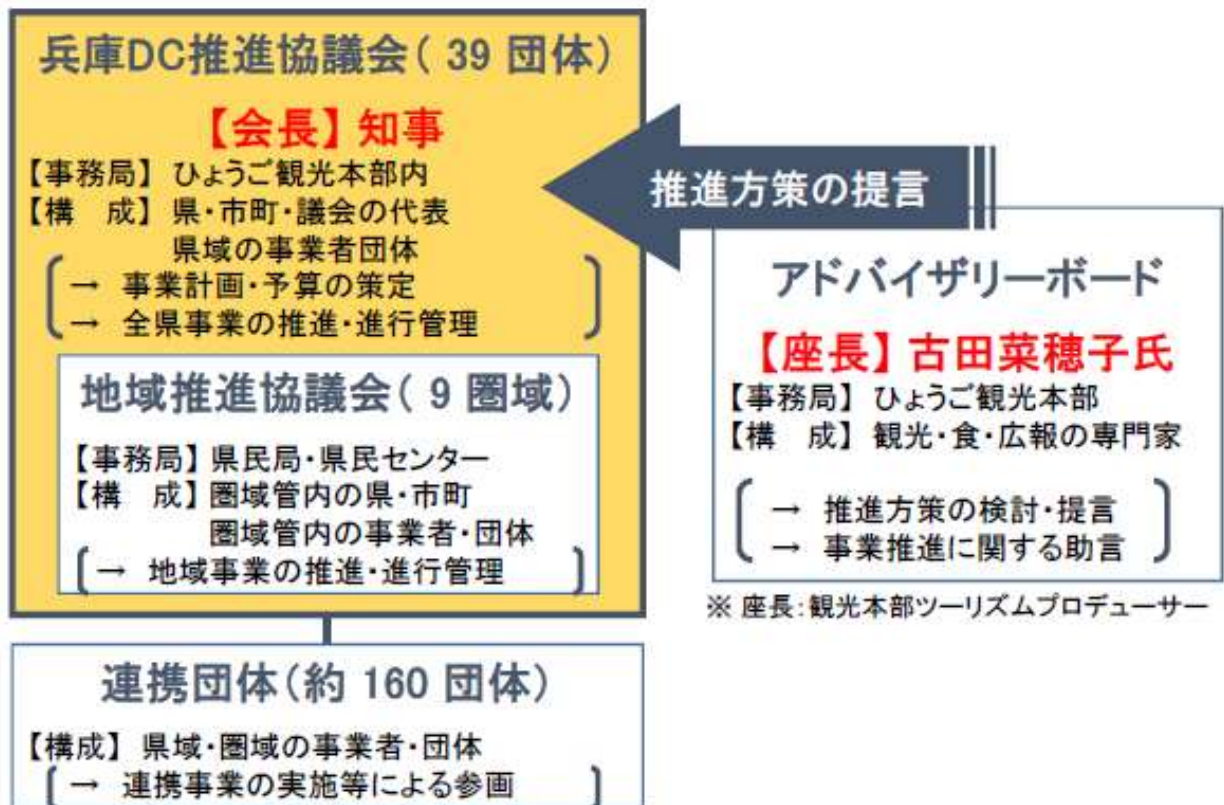 兵庫DC推進協議会( 39 団体)
【会長】 知事
【事務局】 ひょうご観光本部内
【構　成】 県・市町・議会の代表
県域の事業者団体
→ 事業計画・予算の策定
→ 全県事業の推進・進行管理
地域推進協議会( 9 圏域)
【事務局】 県民局・県民センター
【構　成】 圏域管内の県・市町
圏域管内の事業者・団体
→ 地域事業の推進・進行管理
連携団体(約 160 団体)
【構成】 県域・圏域の事業者・団体
→ 連携事業の実施等による参画
推進方策の提言
アドバイザリーボード
【座長】 古田菜穂子氏
【事務局】 ひょうご観光本部
【構　成】 観光・食・広報の専門家
→ 推進方策の検討・提言
→ 事業推進に関する助言
※ 座長:観光本部ツーリズムプロデューサー